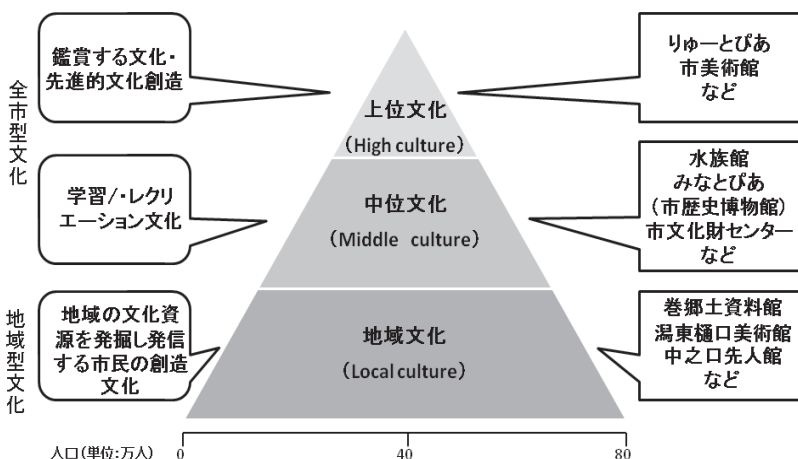 全市型文化
鑑賞する文化・
先進的文化創造
上位文化
(High culture)
りゅーとぴあ
市美術館
など
学習/・レクリ
エーション文化
中位文化
(Middle culture)
水族館
みなとぴあ
(市歴史博物館)
市文化財センター
など
地域型文化
地域の文化資
源を発掘し発信
する市民の創造
文化
地域文化
(Local culture)
巻郷土資料館
潟東樋口美術館
中之口先人館
など
人口(単位:万人) 0 40 80